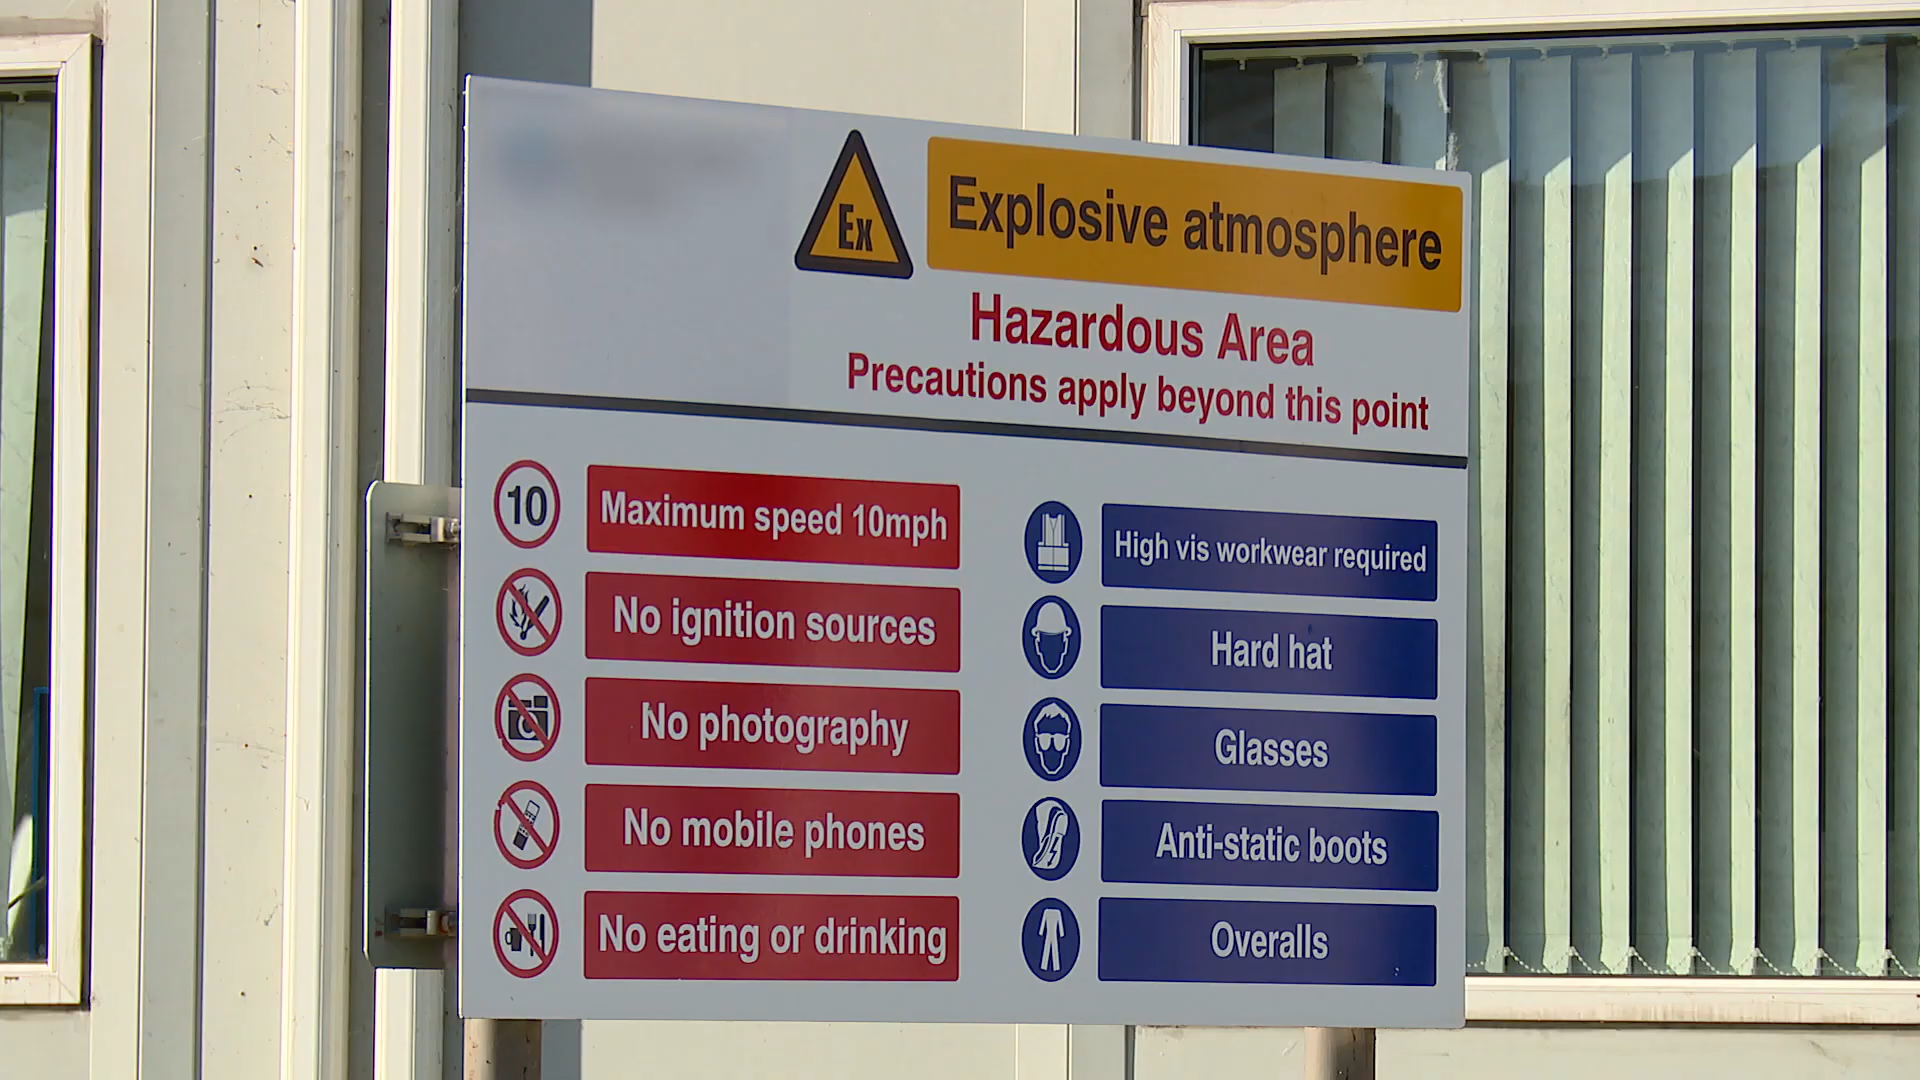 Ex
Explosive atmosphere
Hazardous Area
Precautions apply beyond this point
10
Maximum speed 10mph
No ignition sources
No photography
No mobile phones
No eating or drinking
High vis workwear required
Hard hat
Glasses
Anti-static boots
Overalls